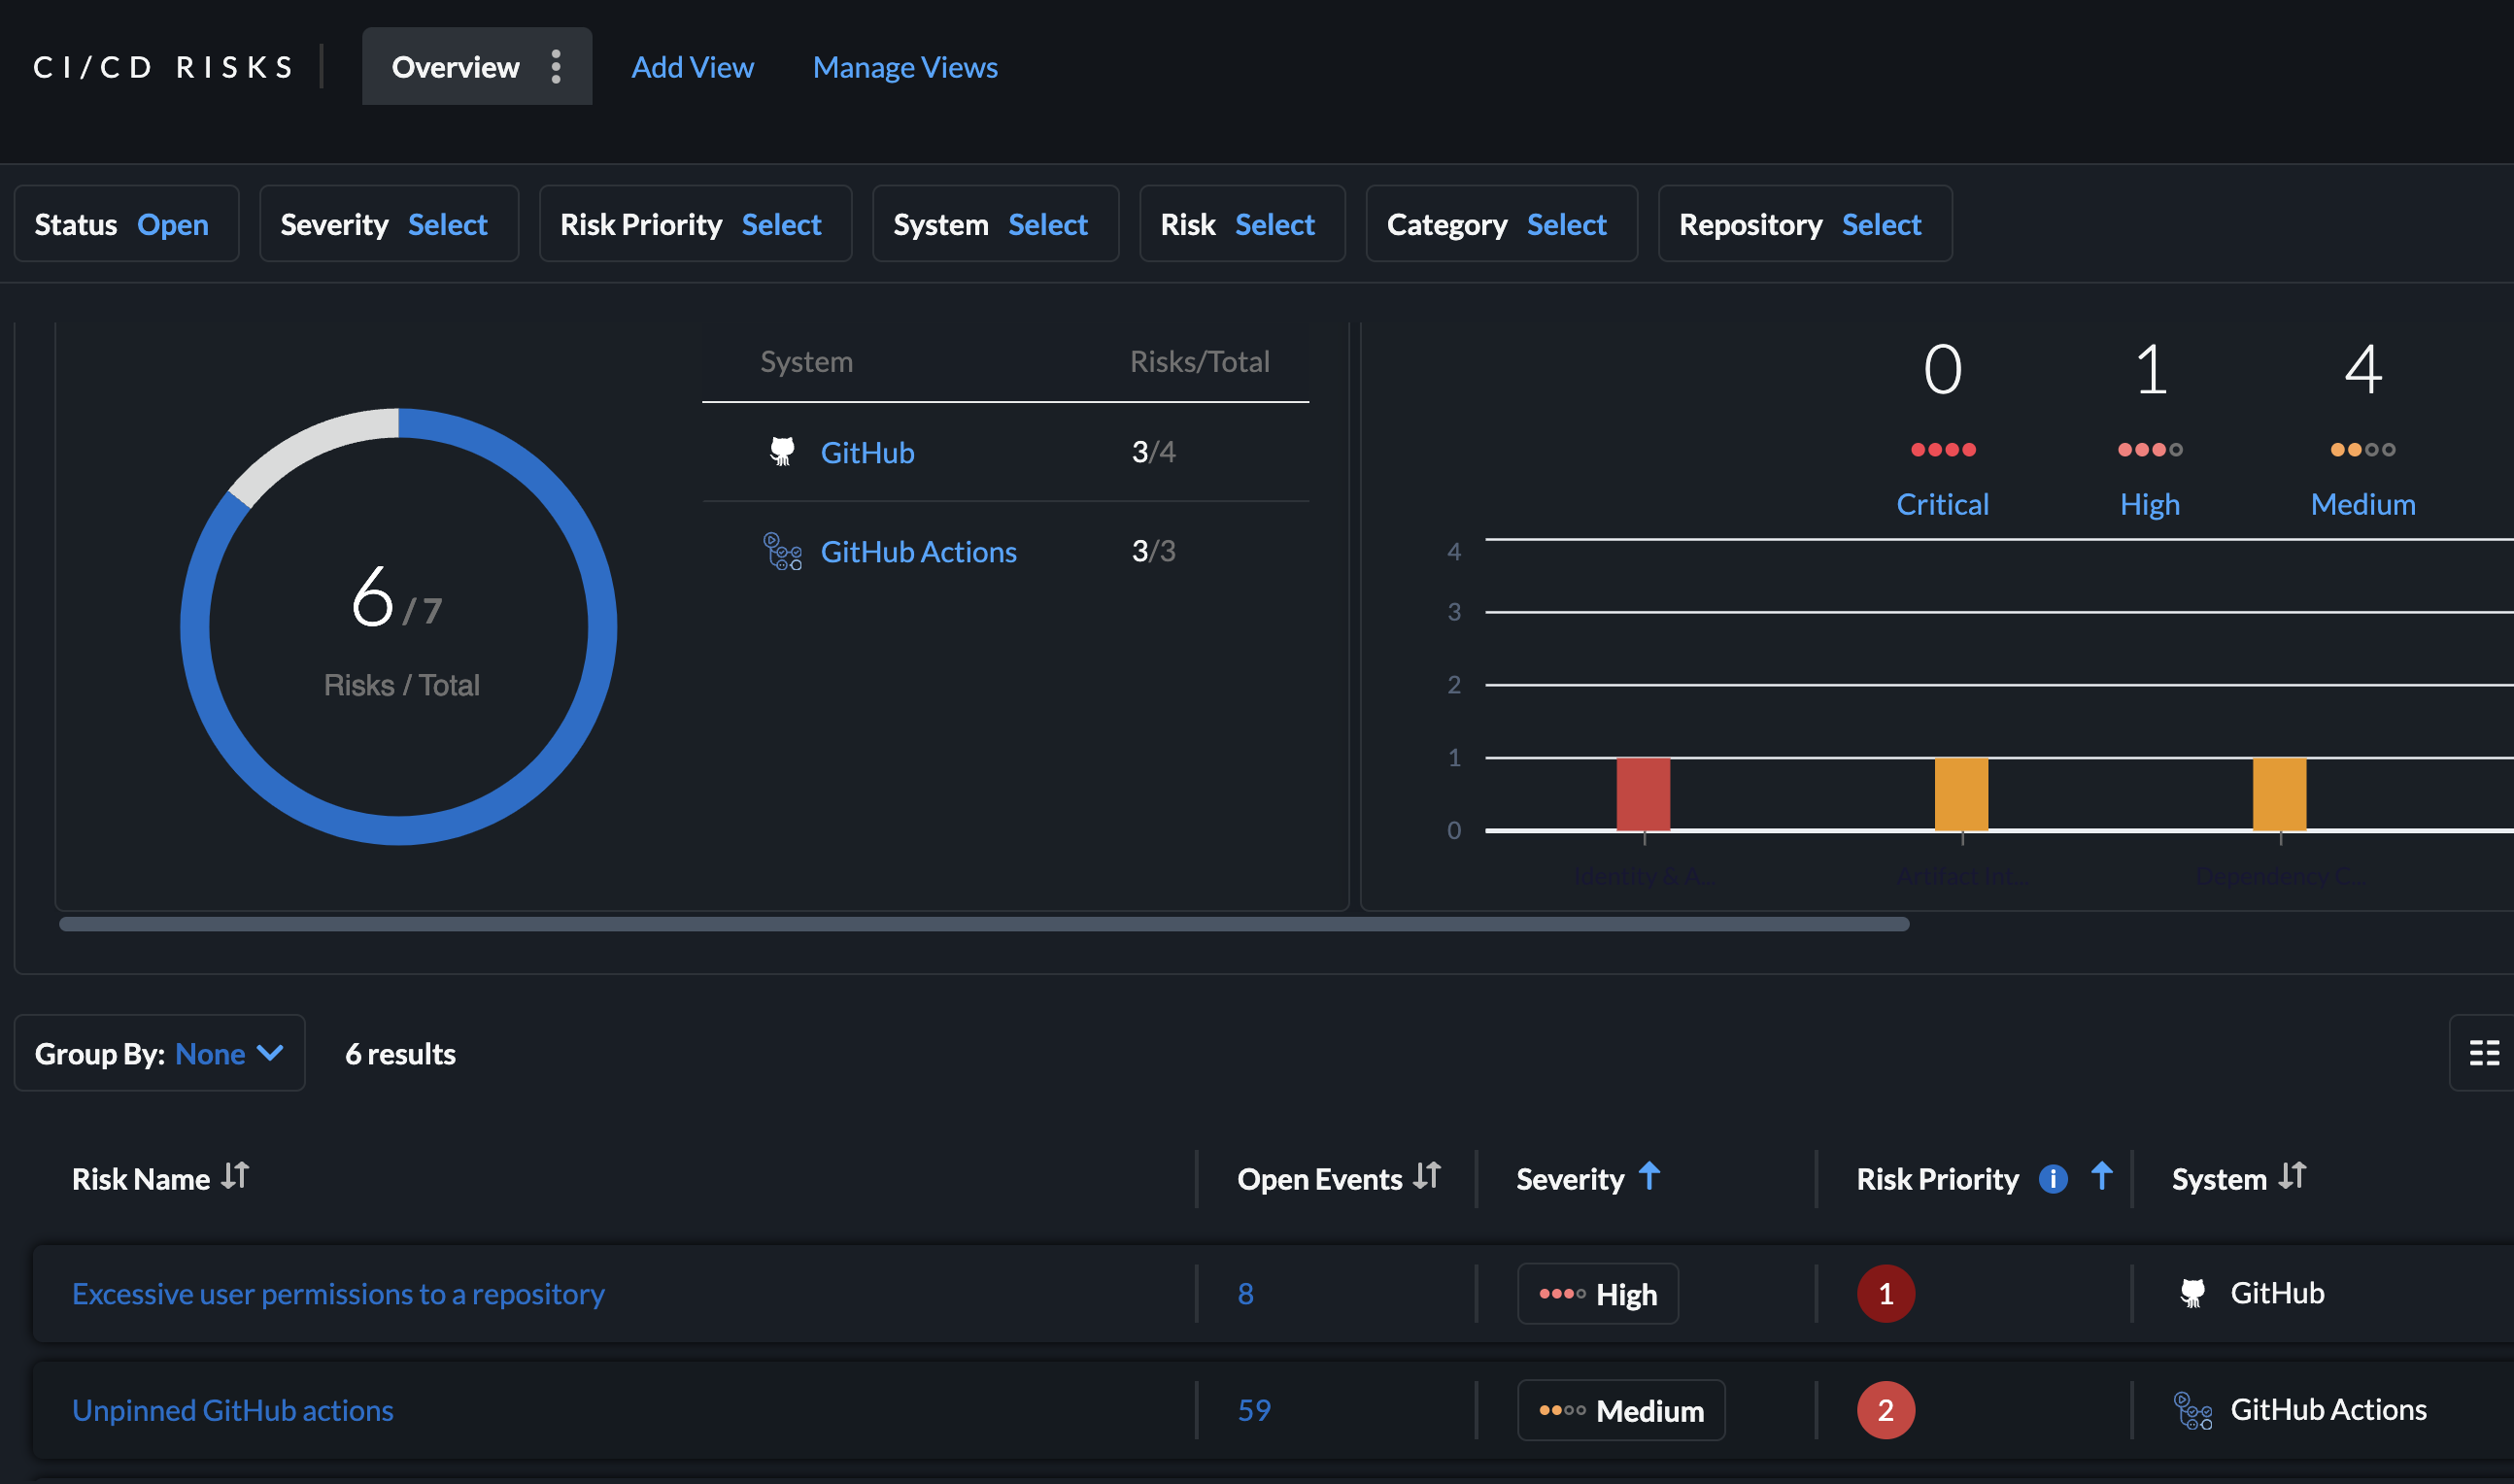 CI/CD RISKS
Overview
Add View
Manage Views
Status Open
Severity Select
Risk Priority Select
System Select
Risk Select
Category Select
Repository Select
System Risks/Total
GitHub 3/4
GitHub Actions 3/3
6 / 7
Risks / Total
0 1 4
Critical High Medium
4
3
2
1
0
Identity & A...
Artifact Int...
Dependency C...
Group By: None
6 results
Risk Name Open Events Severity Risk Priority i System
Excessive user permissions to a repository 8 High 1 GitHub
Unpinned GitHub actions 59 Medium 2 GitHub Actions